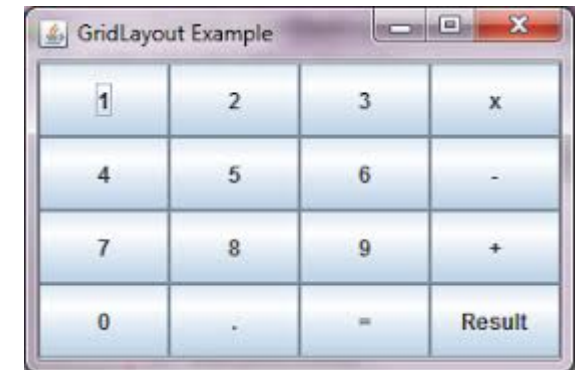 GridLayout Example
1 2 3 x
4 5 6 -
7 8 9 +
0 . = Result